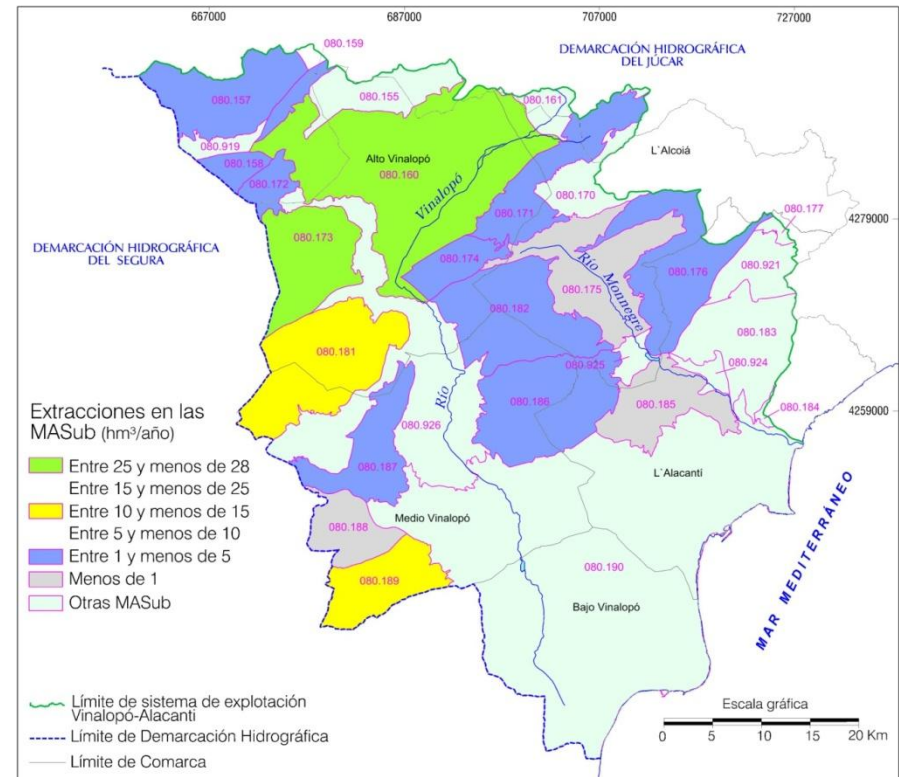 667000
687000
707000
727000
080.159
DEMARCACIÓN HIDROGRÁFICA
DEL JÚCAR
080.157
080.155
080.161
080.919
Alto Vinalopó
080.160
L´Alcoiá
080.158
080.172
Vinalopó
080.170
080.177
080.171
4279000
DEMARCACIÓN HIDROGRÁFICA
DEL SEGURA
080.173
080.174
Río Monnegre
080.176
080.921
080.175
080.182
080.183
080.181
080.925
080.924
Río
080.186
080.185
080.184
4259000
Extracciones en las
MASub (hm³/año)
Entre 25 y menos de 28
Entre 15 y menos de 25
Entre 10 y menos de 15
Entre 5 y menos de 10
Entre 1 y menos de 5
Menos de 1
Otras MASub
080.926
080.187
L´Alacantí
Medio Vinalopó
080.188
080.189
080.190
Bajo Vinalopó
MAR MEDITERRÁNEO
Límite de sistema de explotación
Vinalopó-Alacanti
Límite de Demarcación Hidrográfica
Límite de Comarca
Escala gráfica
0 5 10 15 20 Km